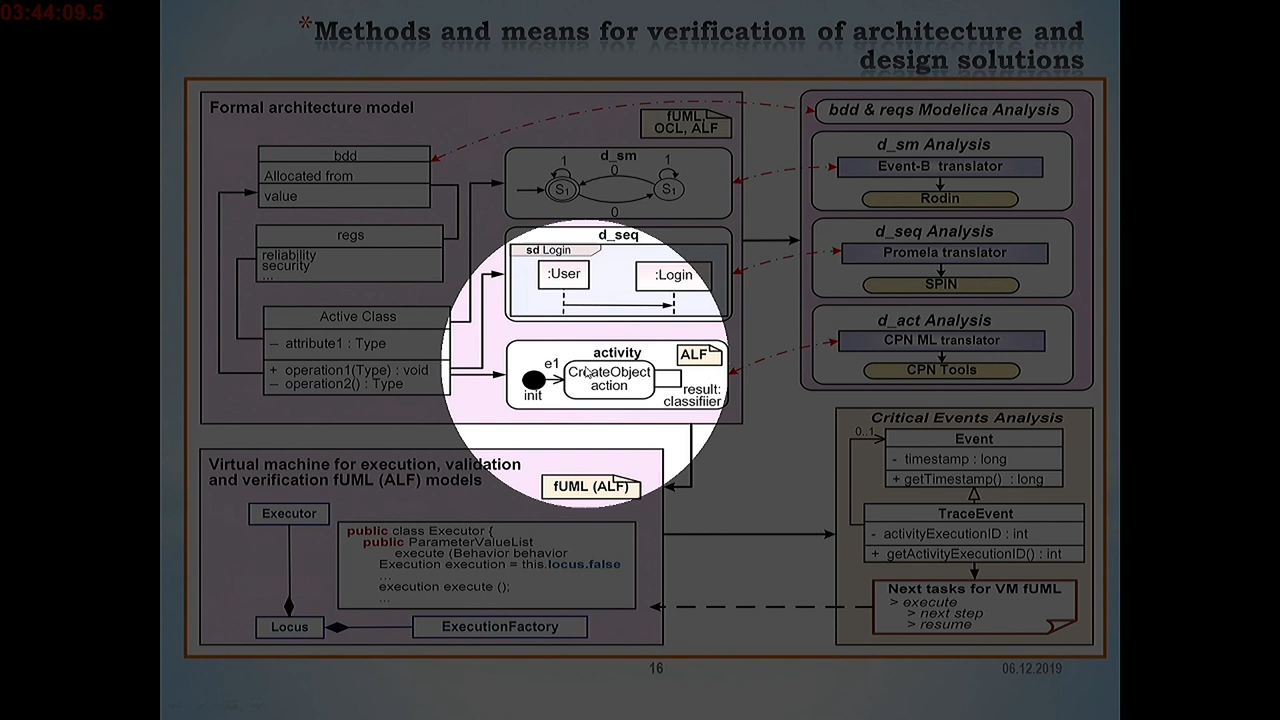 03:44:09.5
*Methods and means for verification of architecture and
design solutions
Formal architecture model
fUML,
OCL, ALF
bdd
Allocated from
value
regs
reliability
security
...
Active Class
– attribute1 : Type
+ operation1(Type) : void
– operation2() : Type
d_sm
1
0
1
S1
S1
0
d_seq
sd Login
:User
:Login
activity
ALF
e1
CreateObject
action
init
result:
classifiier
bdd & reqs Modelica Analysis
d_sm Analysis
Event-B translator
Rodin
d_seq Analysis
Promela translator
SPIN
d_act Analysis
CPN ML translator
CPN Tools
Virtual machine for execution, validation
and verification fUML (ALF) models
fUML (ALF)
Executor
public class Executor {
public ParameterValueList
execute (Behavior behavior
Execution execution = this.locus.false
...
execution execute ();
...
Locus
ExecutionFactory
Critical Events Analysis
0..1
Event
- timestamp : long
+ getTimestamp() : long
TraceEvent
- activityExecutionID : int
+ getActivityExecutionID() : int
Next tasks for VM fUML
> execute
> next step
> resume
16
06.12.2019